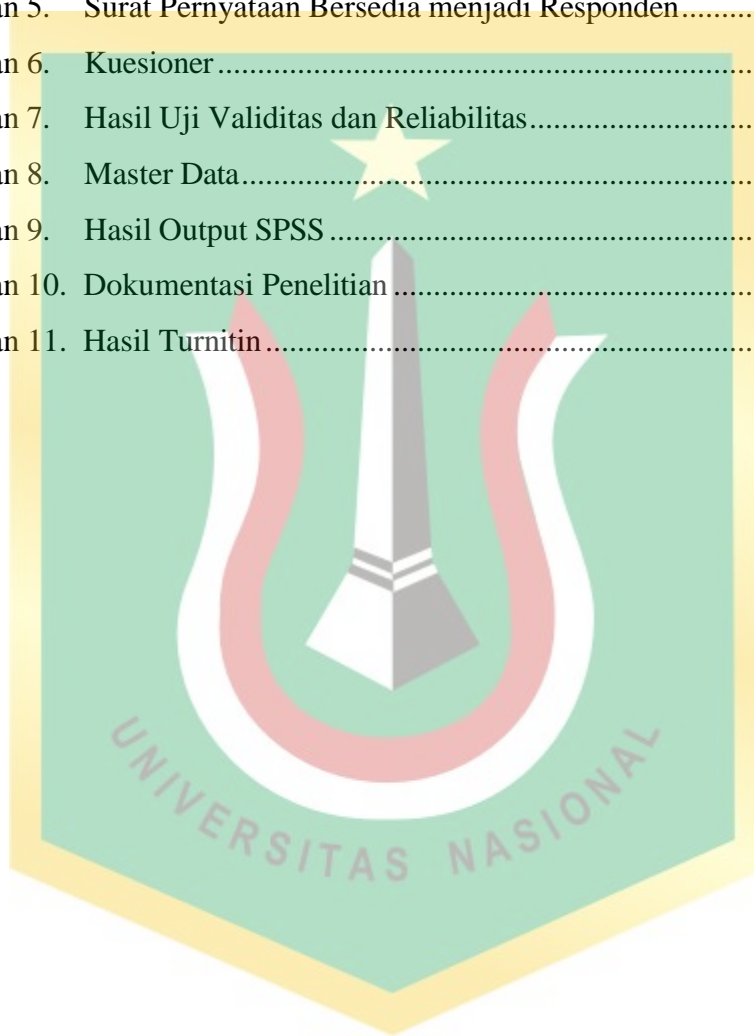 an 5. Surat Pernyataan Bersedia menjadi Responden..........
an 6. Kuesioner..........................................................................
an 7. Hasil Uji Validitas dan Reliabilitas..............................
an 8. Master Data.......................................................................
an 9. Hasil Output SPSS..........................................................
an 10. Dokumentasi Penelitian.................................................
an 11. Hasil Turnitin...................................................................
UNIVERSITAS NASIONAL